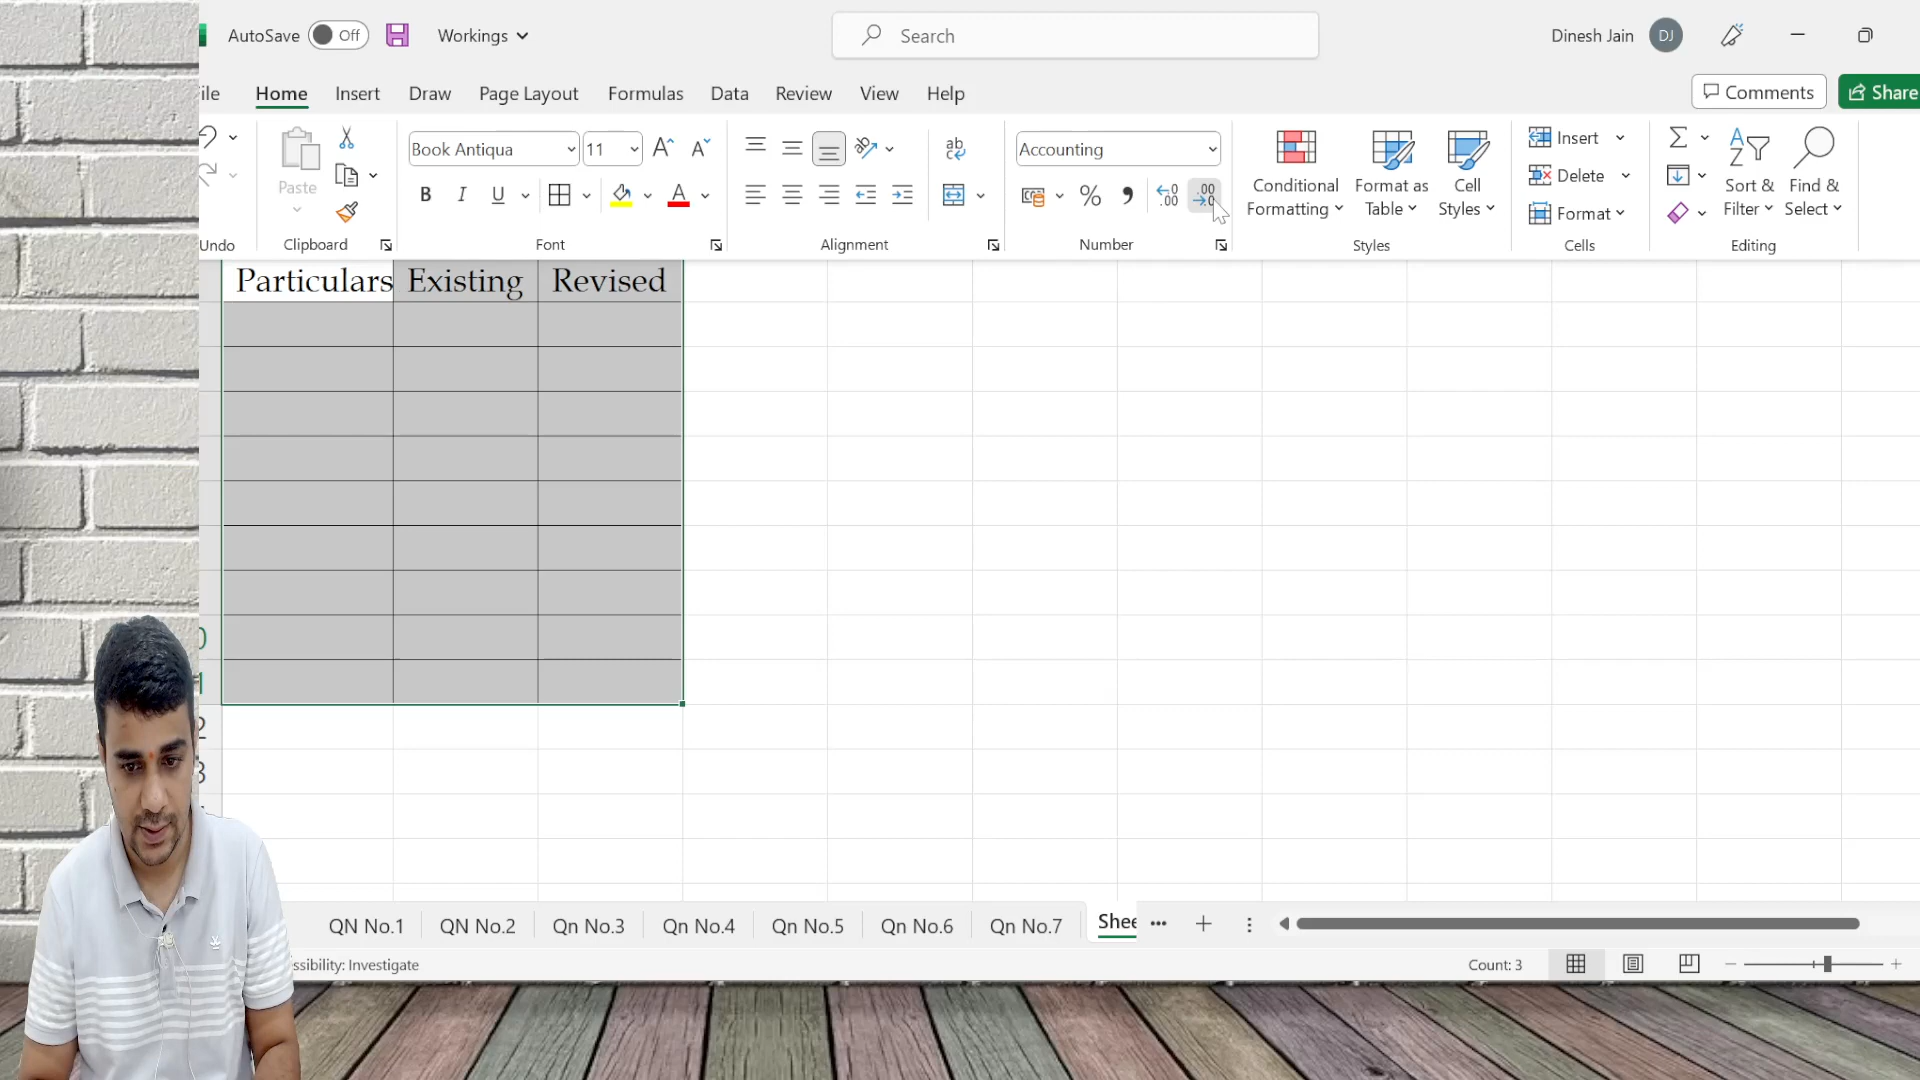 AutoSave Off Workings Search Dinesh Jain DJ
ile Home Insert Draw Page Layout Formulas Data Review View Help Comments Share
Paste Book Antiqua 11 Accounting Conditional Formatting Format as Table Cell Styles Insert Delete Format Sort & Filter Find & Select
Undo Clipboard Font Alignment Number Styles Cells Editing
Particulars Existing Revised
0
1
2
3
QN No.1 QN No.2 Qn No.3 Qn No.4 Qn No.5 Qn No.6 Qn No.7 Shee
ssibility: Investigate Count: 3